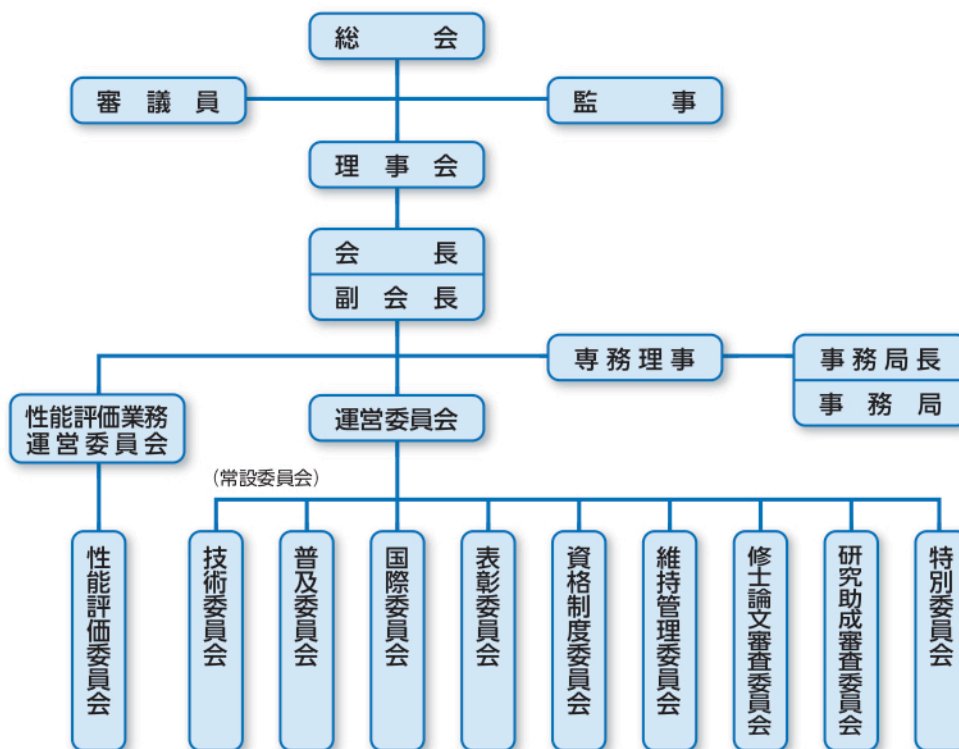 総会
審議員
監事
理事会
会長
副会長
専務理事
事務局長
事務局
性能評価業務
運営委員会
運営委員会
(常設委員会)
性能評価委員会
技術委員会
普及委員会
国際委員会
表彰委員会
資格制度委員会
維持管理委員会
修士論文審査委員会
研究助成審査委員会
特別委員会